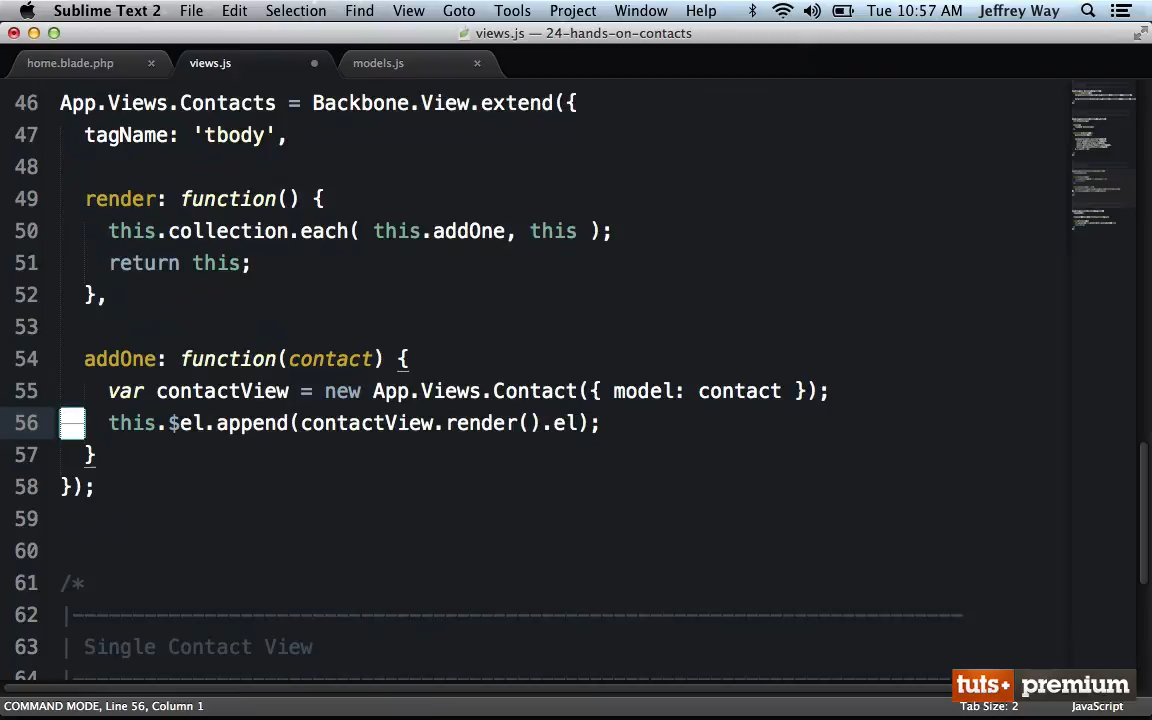 Sublime Text 2 File Edit Selection Find View Goto Tools Project Window Help Tue 10:57 AM Jeffrey Way
views.js — 24-hands-on-contacts
home.blade.php × views.js models.js ×
46 App.Views.Contacts = Backbone.View.extend({
47 tagName: 'tbody',
48
49 render: function() {
50 this.collection.each( this.addOne, this );
51 return this;
52 },
53
54 addOne: function(contact) {
55 var contactView = new App.Views.Contact({ model: contact });
56 this.$el.append(contactView.render().el);
57 }
58 });
59
60
61 /*
62 |--------------------------------------------------------------------------
63 | Single Contact View
64 |--------------------------------------------------------------------------
tuts+ premium
COMMAND MODE, Line 56, Column 1 Tab Size: 2 JavaScript